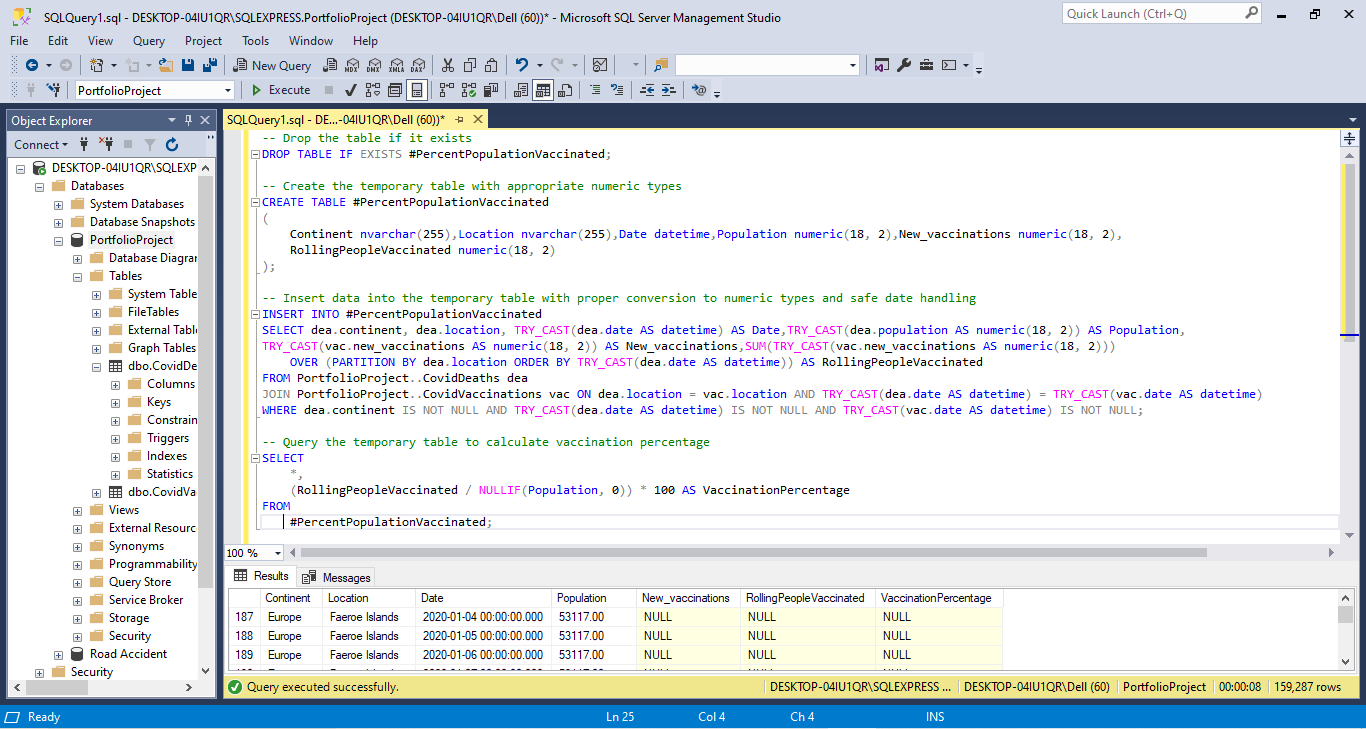 SQLQuery1.sql - DESKTOP-04IU1QR\SQLEXPRESS.PortfolioProject (DESKTOP-04IU1QR\Dell (60))* - Microsoft SQL Server Management Studio
Quick Launch (Ctrl+Q)
File Edit View Query Project Tools Window Help
New Query MDX DMX XMLA DAX
PortfolioProject Execute
Object Explorer
Connect
DESKTOP-04IU1QR\SQLEXP
Databases
System Databases
Database Snapshots
PortfolioProject
Database Diagrar
Tables
System Table
FileTables
External Tabl
Graph Tables
dbo.CovidDe
Columns
Keys
Constrain
Triggers
Indexes
Statistics
dbo.CovidVa
Views
External Resourc
Synonyms
Programmability
Query Store
Service Broker
Storage
Security
Road Accident
Security
SQLQuery1.sql - DE...-04IU1QR\Dell (60))*
-- Drop the table if it exists
DROP TABLE IF EXISTS #PercentPopulationVaccinated;
-- Create the temporary table with appropriate numeric types
CREATE TABLE #PercentPopulationVaccinated
(
Continent nvarchar(255),Location nvarchar(255),Date datetime,Population numeric(18, 2),New_vaccinations numeric(18, 2),
RollingPeopleVaccinated numeric(18, 2)
);
-- Insert data into the temporary table with proper conversion to numeric types and safe date handling
INSERT INTO #PercentPopulationVaccinated
SELECT dea.continent, dea.location, TRY_CAST(dea.date AS datetime) AS Date,TRY_CAST(dea.population AS numeric(18, 2)) AS Population,
TRY_CAST(vac.new_vaccinations AS numeric(18, 2)) AS New_vaccinations,SUM(TRY_CAST(vac.new_vaccinations AS numeric(18, 2)))
OVER (PARTITION BY dea.location ORDER BY TRY_CAST(dea.date AS datetime)) AS RollingPeopleVaccinated
FROM PortfolioProject..CovidDeaths dea
JOIN PortfolioProject..CovidVaccinations vac ON dea.location = vac.location AND TRY_CAST(dea.date AS datetime) = TRY_CAST(vac.date AS datetime)
WHERE dea.continent IS NOT NULL AND TRY_CAST(dea.date AS datetime) IS NOT NULL AND TRY_CAST(vac.date AS datetime) IS NOT NULL;
-- Query the temporary table to calculate vaccination percentage
SELECT
*,
(RollingPeopleVaccinated / NULLIF(Population, 0)) * 100 AS VaccinationPercentage
FROM
#PercentPopulationVaccinated;
100 %
Results Messages
Continent Location Date Population New_vaccinations RollingPeopleVaccinated VaccinationPercentage
187 Europe Faeroe Islands 2020-01-04 00:00:00.000 53117.00 NULL NULL NULL
188 Europe Faeroe Islands 2020-01-05 00:00:00.000 53117.00 NULL NULL NULL
189 Europe Faeroe Islands 2020-01-06 00:00:00.000 53117.00 NULL NULL NULL
Query executed successfully. DESKTOP-04IU1QR\SQLEXPRESS ... DESKTOP-04IU1QR\Dell (60) PortfolioProject 00:00:08 159,287 rows
Ready Ln 25 Col 4 Ch 4 INS